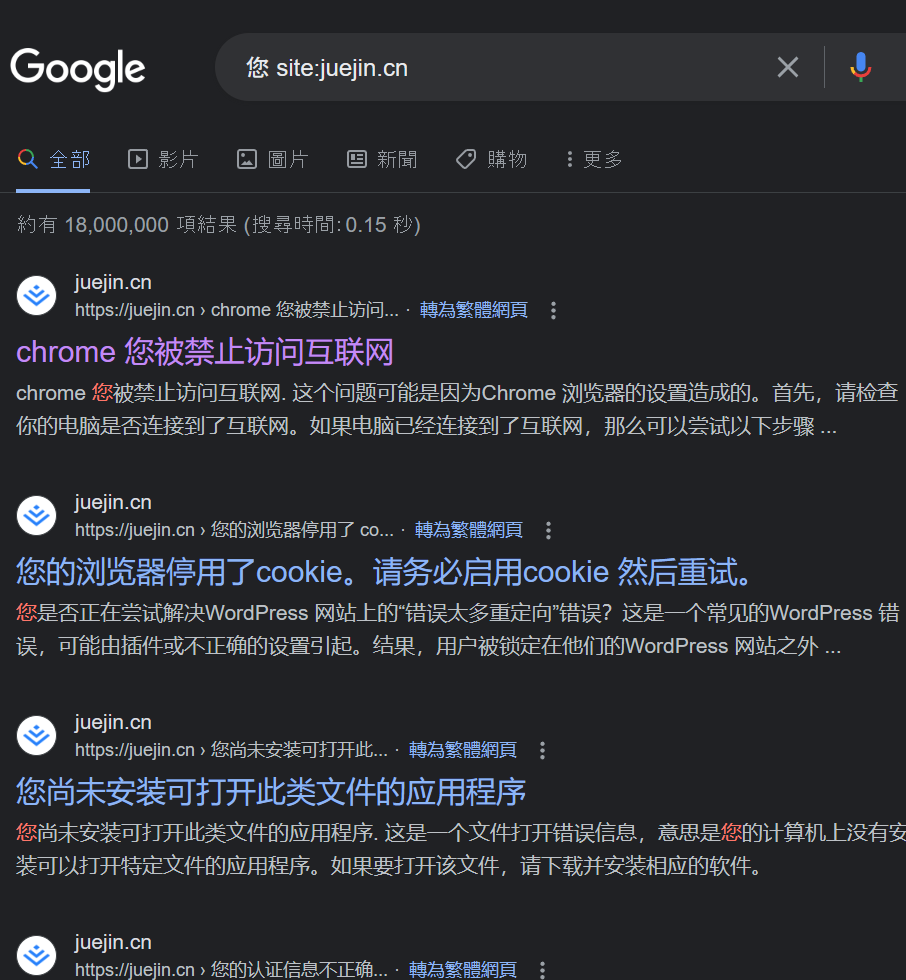 Google
您 site:juejin.cn
全部 影片 圖片 新聞 購物 更多
約有 18,000,000 項結果 (搜尋時間: 0.15 秒)
juejin.cn
https://juejin.cn › chrome 您被禁止访问... · 轉為繁體網頁
chrome 您被禁止访问互联网
chrome 您被禁止访问互联网. 这个问题可能是因为Chrome 浏览器的设置造成的。首先，请检查
你的电脑是否连接到了互联网。如果电脑已经连接到了互联网，那么可以尝试以下步骤 ...
juejin.cn
https://juejin.cn › 您的浏览器停用了 co... · 轉為繁體網頁
您的浏览器停用了cookie。请务必启用cookie 然后重试。
您是否正在尝试解决WordPress 网站上的“错误太多重定向”错误？这是一个常见的WordPress 错
误，可能由插件或不正确的设置引起。结果，用户被锁定在他们的WordPress 网站之外 ...
juejin.cn
https://juejin.cn › 您尚未安装可打开此... · 轉為繁體網頁
您尚未安装可打开此类文件的应用程序
您尚未安装可打开此类文件的应用程序. 这是一个文件打开错误信息，意思是您的计算机上没有安
装可以打开特定文件的应用程序。如果要打开该文件，请下载并安装相应的软件。
juejin.cn
https://juejin.cn › 您的认证信息不正确... · 轉為繁體網頁